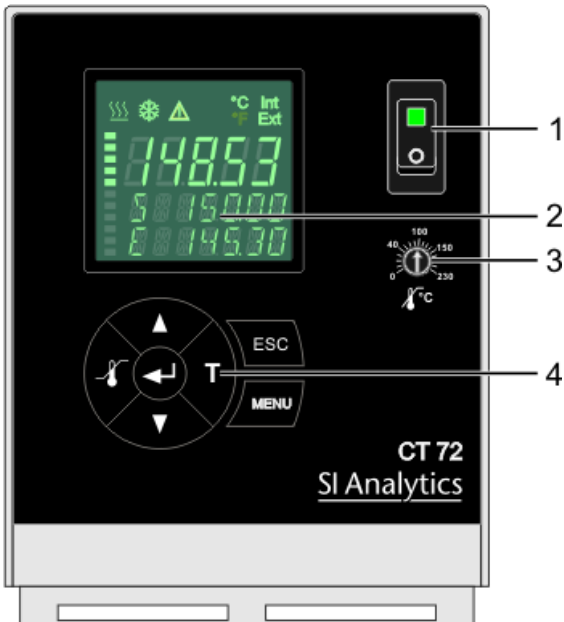 °C Int
°F Ext
148.53
S 150.00
E 145.30
1
2
100
40 150
0 230
°C
3
ESC
T
4
MENU
CT 72
SI Analytics